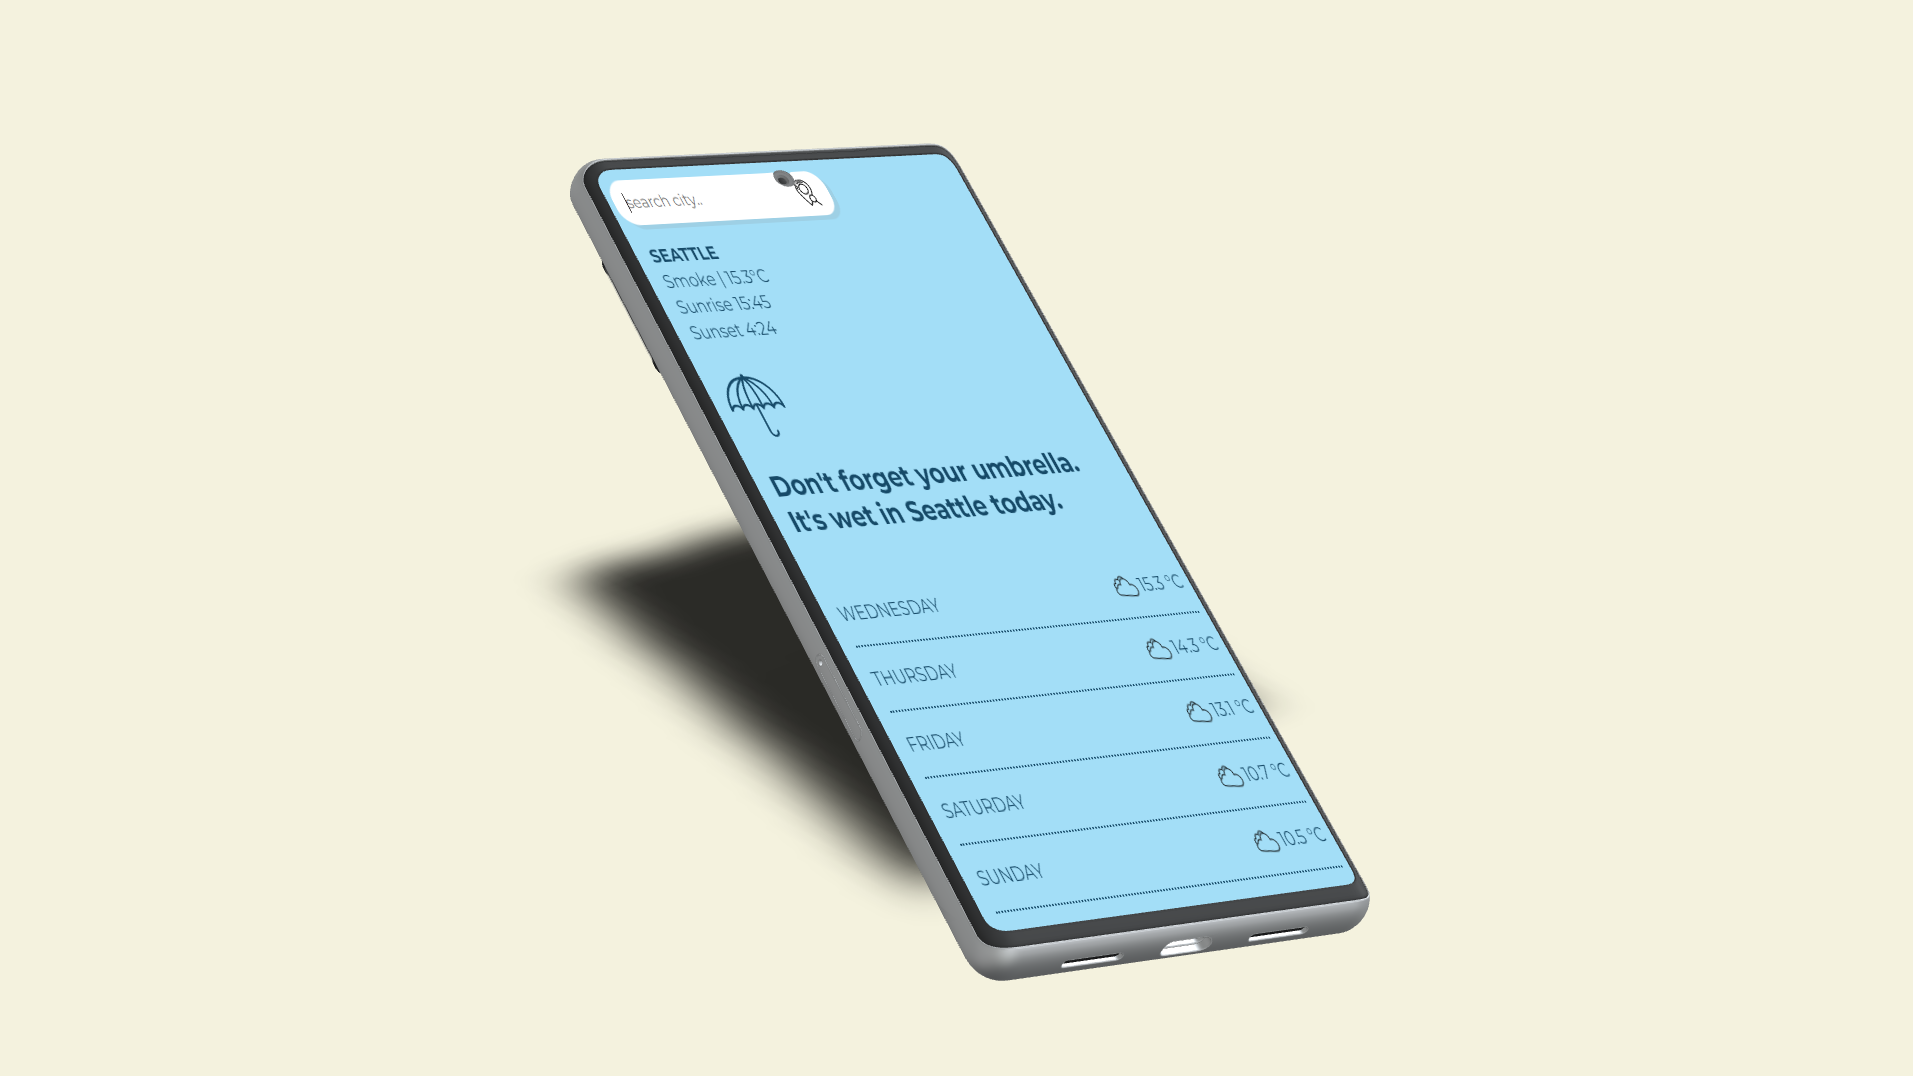 search city..
SEATTLE
Smoke | 15.3°C
Sunrise 15:45
Sunset 4:24
Don't forget your umbrella.
It's wet in Seattle today.
WEDNESDAY 15.3 °C
THURSDAY 14.3 °C
FRIDAY 13.1 °C
SATURDAY 10.7 °C
SUNDAY 10.5 °C